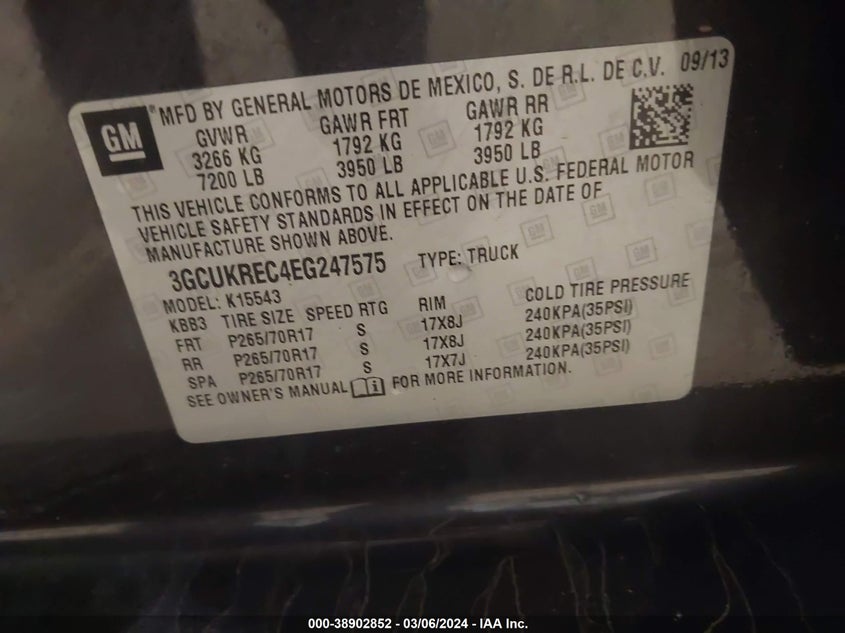 GM
MFD BY GENERAL MOTORS DE MEXICO, S. DE R.L. DE C.V. 09/13
GVWR GAWR FRT GAWR RR
3266 KG 1792 KG 1792 KG
7200 LB 3950 LB 3950 LB
THIS VEHICLE CONFORMS TO ALL APPLICABLE U.S. FEDERAL MOTOR
VEHICLE SAFETY STANDARDS IN EFFECT ON THE DATE OF
MANUFACTURE SHOWN ABOVE.
3GCUKREC4EG247575 TYPE: TRUCK
MODEL: K15543
KBB3 TIRE SIZE SPEED RTG RIM COLD TIRE PRESSURE
FRT P265/70R17 S 17X8J 240KPA(35PSI)
RR P265/70R17 S 17X8J 240KPA(35PSI)
SPA P265/70R17 S 17X7J 240KPA(35PSI)
SEE OWNER'S MANUAL FOR MORE INFORMATION.
000-38902852 - 03/06/2024 - IAA Inc.